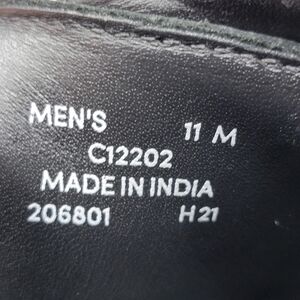 MEN'S 11 M
C12202
MADE IN INDIA
206801 H21